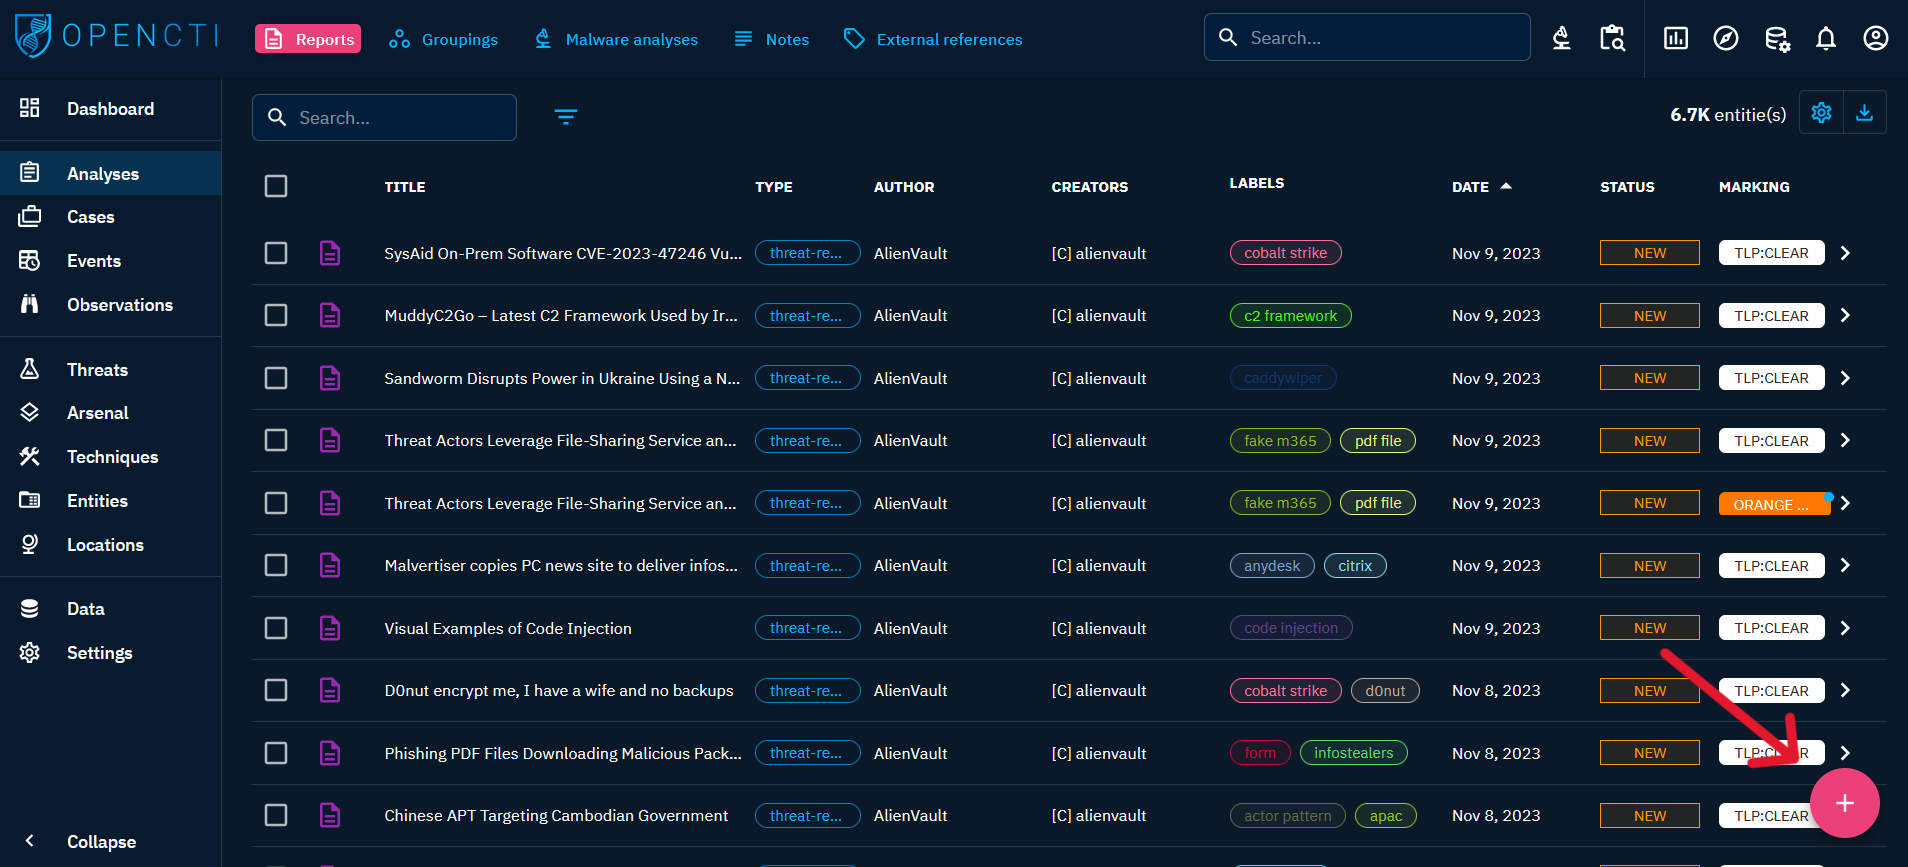 OPENCTI
Reports Groupings Malware analyses Notes External references Search...
Dashboard
Analyses
Cases
Events
Observations
Threats
Arsenal
Techniques
Entities
Locations
Data
Settings
Collapse
Search... 6.7K entitie(s)
TITLE TYPE AUTHOR CREATORS LABELS DATE STATUS MARKING
SysAid On-Prem Software CVE-2023-47246 Vu... threat-re... AlienVault [C] alienvault cobalt strike Nov 9, 2023 NEW TLP:CLEAR
MuddyC2Go – Latest C2 Framework Used by Ir... threat-re... AlienVault [C] alienvault c2 framework Nov 9, 2023 NEW TLP:CLEAR
Sandworm Disrupts Power in Ukraine Using a N... threat-re... AlienVault [C] alienvault caddywiper Nov 9, 2023 NEW TLP:CLEAR
Threat Actors Leverage File-Sharing Service an... threat-re... AlienVault [C] alienvault fake m365 pdf file Nov 9, 2023 NEW TLP:CLEAR
Threat Actors Leverage File-Sharing Service an... threat-re... AlienVault [C] alienvault fake m365 pdf file Nov 9, 2023 NEW ORANGE ...
Malvertiser copies PC news site to deliver infos... threat-re... AlienVault [C] alienvault anydesk citrix Nov 9, 2023 NEW TLP:CLEAR
Visual Examples of Code Injection threat-re... AlienVault [C] alienvault code injection Nov 9, 2023 NEW TLP:CLEAR
D0nut encrypt me, I have a wife and no backups threat-re... AlienVault [C] alienvault cobalt strike d0nut Nov 8, 2023 NEW TLP:CLEAR
Phishing PDF Files Downloading Malicious Pack... threat-re... AlienVault [C] alienvault form infostealers Nov 8, 2023 NEW TLP:CLEAR
Chinese APT Targeting Cambodian Government threat-re... AlienVault [C] alienvault actor pattern apac Nov 8, 2023 NEW TLP:CLEAR